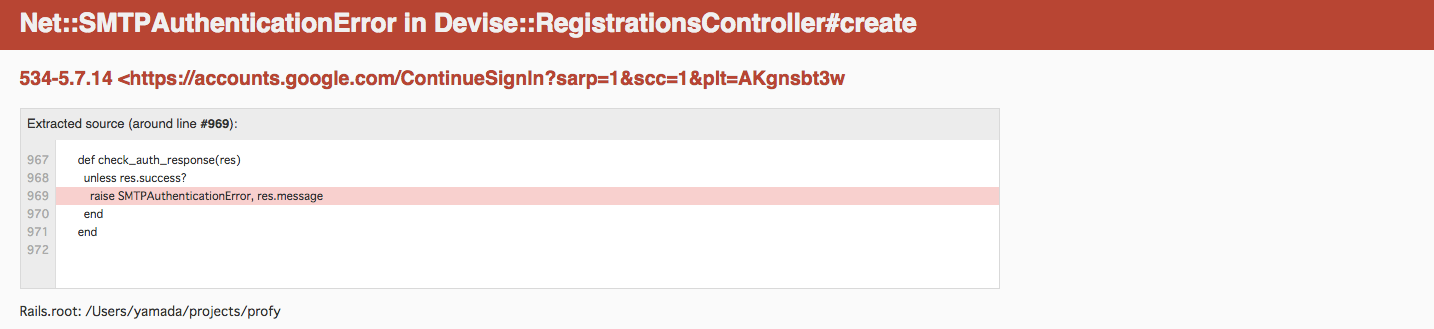 Net::SMTPAuthenticationError in Devise::RegistrationsController#create
534-5.7.14 <https://accounts.google.com/ContinueSignIn?sarp=1&scc=1&plt=AKgnsbt3w
Extracted source (around line #969):
967 def check_auth_response(res)
968 unless res.success?
969 raise SMTPAuthenticationError, res.message
970 end
971 end
972
Rails.root: /Users/yamada/projects/profy